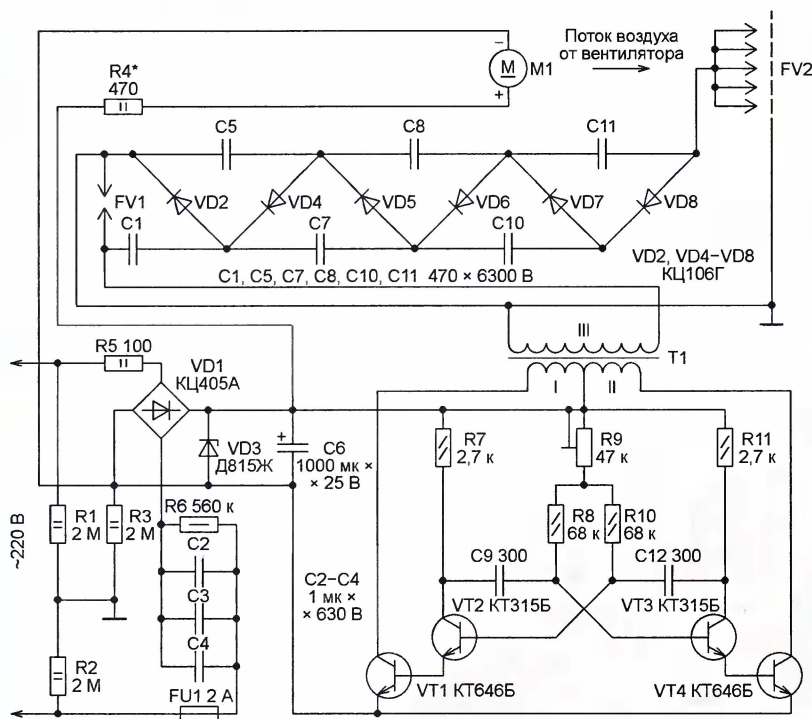 Поток воздуха
от вентилятора
FV2
–
M
M1
+
R4*
470
C5
C8
C11
FV1
VD2
VD4
VD5
VD6
VD7
VD8
C1
C7
C10
VD2, VD4–VD8
КЦ106Г
C1, C5, C7, C8, C10, C11 470 × 6300 В
III
T1
I
II
R5 100
VD1
КЦ405А
VD3
Д815Ж
+
C6
1000 мк ×
× 25 В
R7
2,7 к
R9
47 к
R11
2,7 к
~220 В
R1
2 М
R3
2 М
R6 560 к
C2
C3
C4
R8
68 к
R10
68 к
C9 300
C12 300
C2–C4
1 мк ×
× 630 В
VT2 КТ315Б
VT3 КТ315Б
R2
2 М
FU1 2 А
VT1 КТ646Б
VT4 КТ646Б